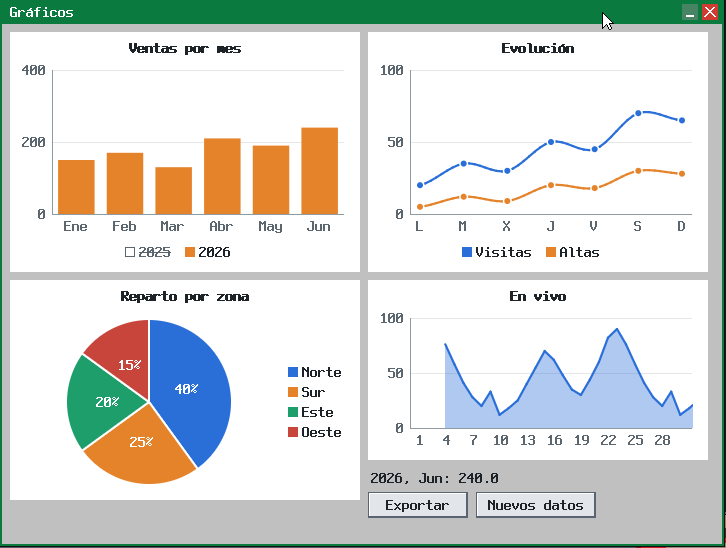 Gráficos
Ventas por mes
400
200
0
Ene Feb Mar Abr May Jun
2025 2026
Evolución
100
50
0
L M X J V S D
Visitas Altas
Reparto por zona
40%
25%
20%
15%
Norte
Sur
Este
Oeste
En vivo
100
50
0
1 4 7 10 13 16 19 22 25 28
2026, Jun: 240.0
Exportar Nuevos datos